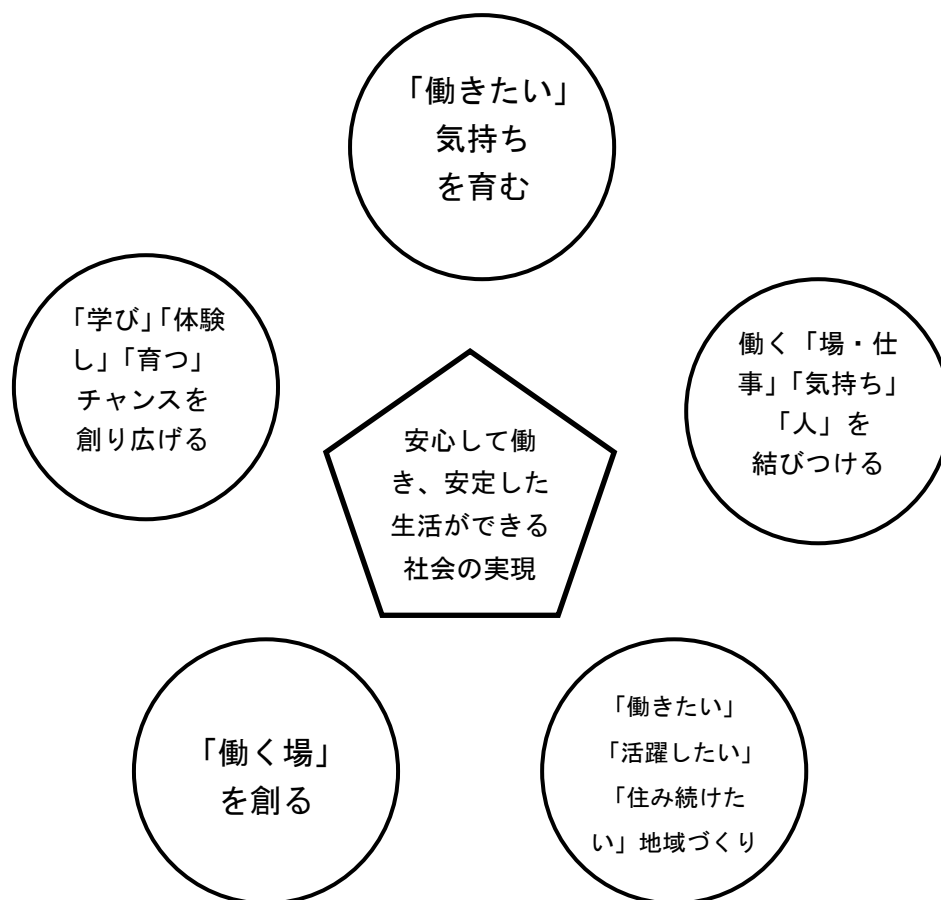 「働きたい」
気持ち
を育む
「学び」「体験
し」「育つ」
チャンスを
創り広げる
働く「場・仕
事」「気持ち」
「人」を
結びつける
安心して働
き、安定した
生活ができる
社会の実現
「働く場」
を創る
「働きたい」
「活躍したい」
「住み続けた
い」地域づくり